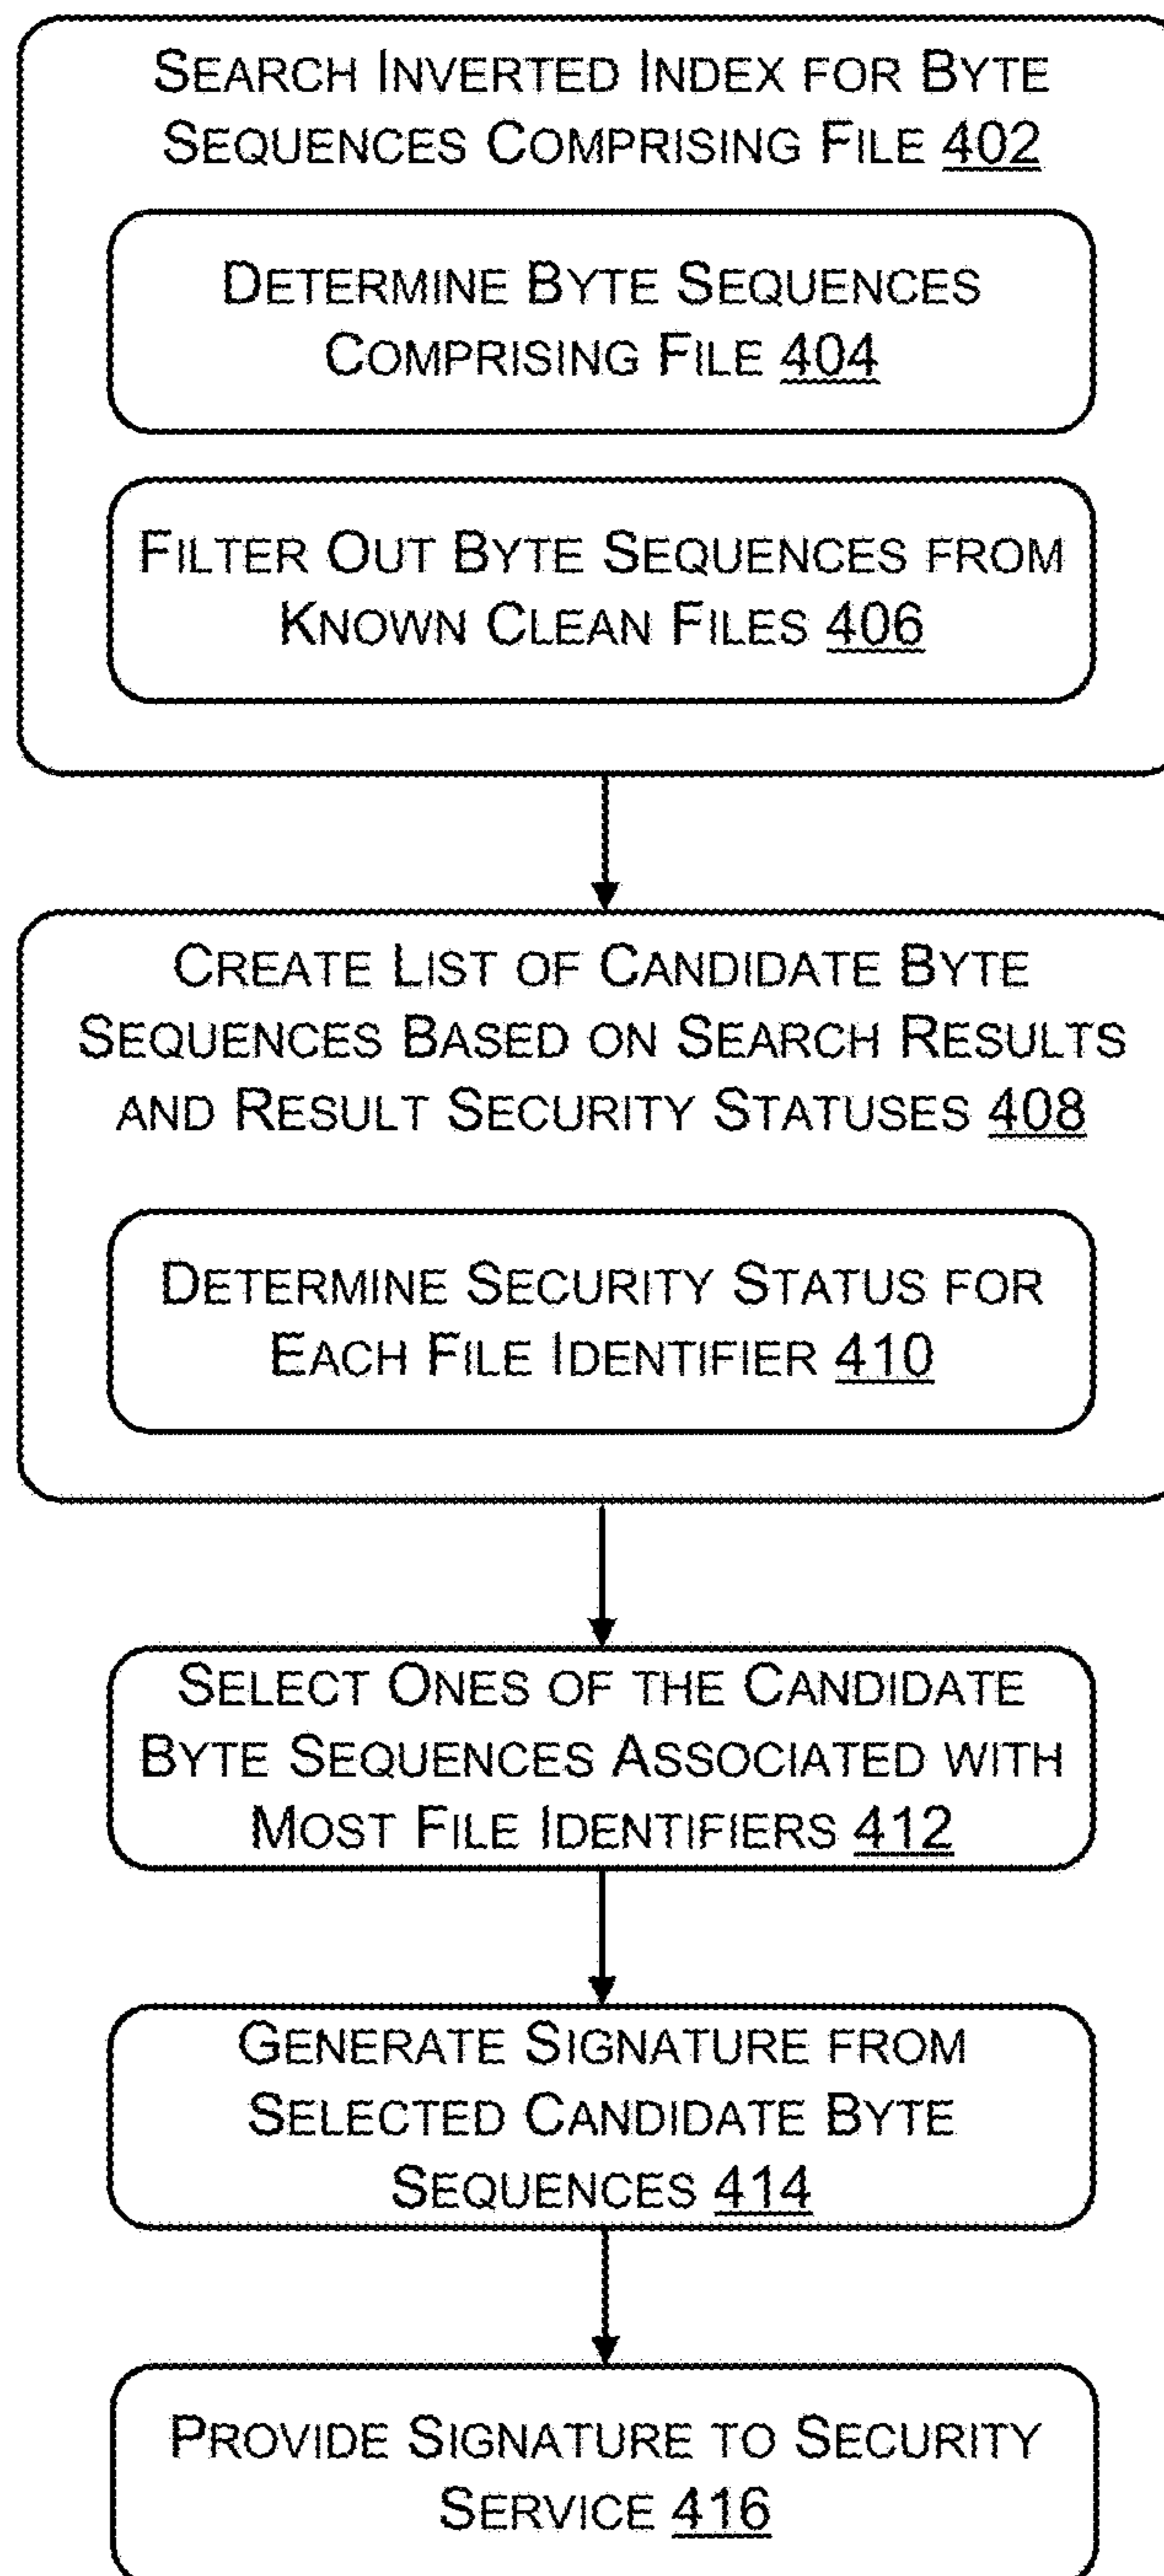 SEARCH INVERTED INDEX FOR BYTE
SEQUENCES COMPRISING FILE 402
DETERMINE BYTE SEQUENCES
COMPRISING FILE 404
FILTER OUT BYTE SEQUENCES FROM
KNOWN CLEAN FILES 406
CREATE LIST OF CANDIDATE BYTE
SEQUENCES BASED ON SEARCH RESULTS
AND RESULT SECURITY STATUSES 408
DETERMINE SECURITY STATUS FOR
EACH FILE IDENTIFIER 410
SELECT ONES OF THE CANDIDATE
BYTE SEQUENCES ASSOCIATED WITH
MOST FILE IDENTIFIERS 412
GENERATE SIGNATURE FROM
SELECTED CANDIDATE BYTE
SEQUENCES 414
PROVIDE SIGNATURE TO SECURITY
SERVICE 416